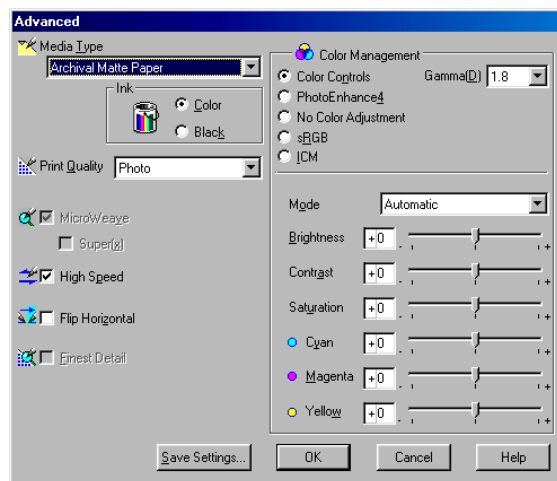 Advanced
Media Type
Archival Matte Paper
Ink
Color
Black
Print Quality
Photo
MicroWeave
Super(x)
High Speed
Flip Horizontal
Finest Detail
Color Management
Color Controls
Gamma(D)
1.8
PhotoEnhance4
No Color Adjustment
sRGB
ICM
Mode
Automatic
Brightness +0 - +
Contrast +0 - +
Saturation +0 - +
Cyan +0 - +
Magenta +0 - +
Yellow +0 - +
Save Settings...
OK
Cancel
Help